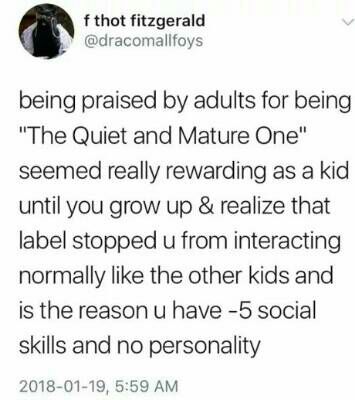 f thot fitzgerald
@dracomallfoys
being praised by adults for being
"The Quiet and Mature One"
seemed really rewarding as a kid
until you grow up & realize that
label stopped u from interacting
normally like the other kids and
is the reason u have -5 social
skills and no personality
2018-01-19, 5:59 AM